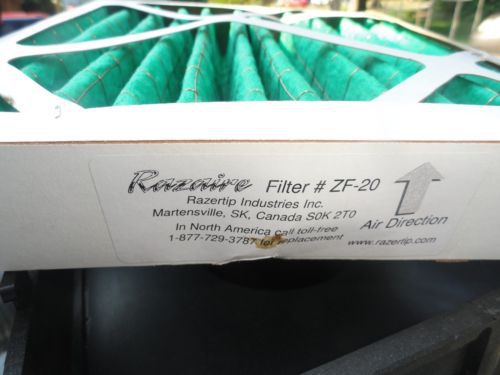 Razaire Filter # ZF-20
Razertip Industries Inc.
Martensville, SK, Canada S0K 2T0
In North America call toll-free
1-877-729-3787 for replacement
Air Direction
www.razertip.com